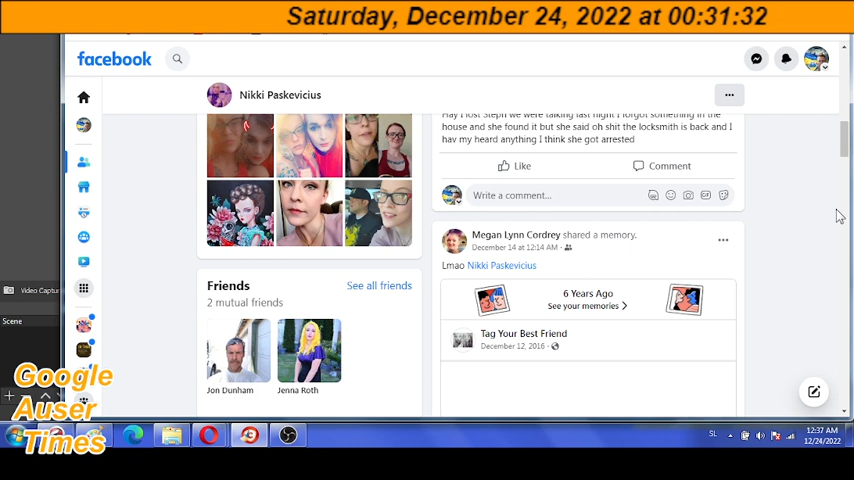 Saturday, December 24, 2022 at 00:31:32
facebook
Nikki Paskevicius
Hay I lost Steph we were talking last night I forgot something in the
house and she found it but she said oh shit the locksmith is back and I
hav my heard anything I think she got arrested
Like
Comment
Write a comment...
Megan Lynn Cordrey shared a memory.
December 14 at 12:14 AM
Lmao Nikki Paskevicius
6 Years Ago
See your memories
Tag Your Best Friend
December 12, 2016
Friends
See all friends
2 mutual friends
Jon Dunham
Jenna Roth
Video Captur
Scene
Google
Auser
Times
SL
12:37 AM
12/24/2022